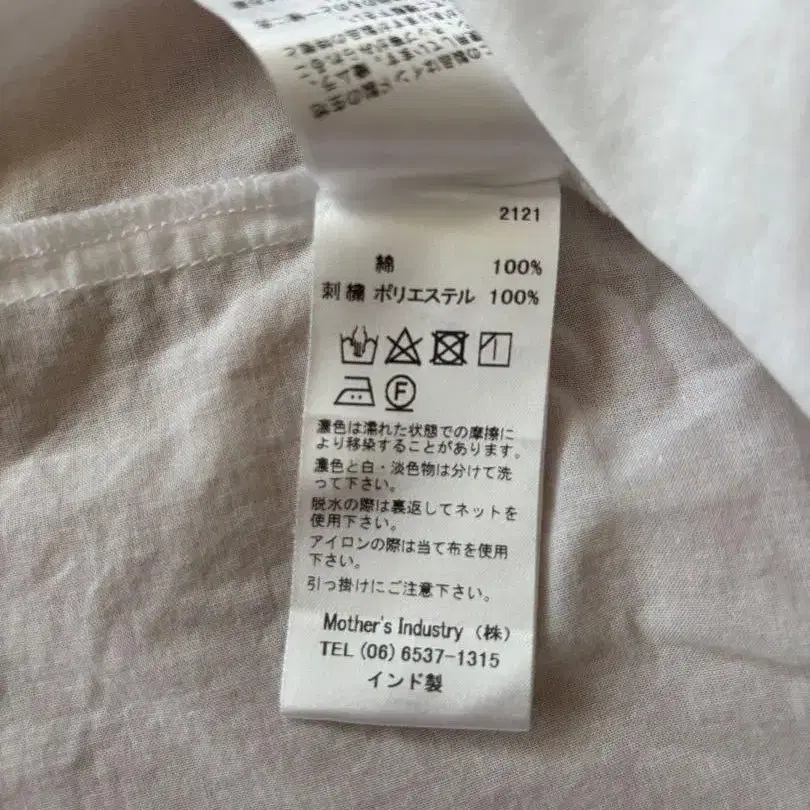 2121
綿 100%
刺繍 ポリエステル 100%
F
濃色は濡れた状態での摩擦に
より移染することがあります。
濃色と白・淡色物は分けて洗
って下さい。
脱水の際は裏返してネットを
使用下さい。
アイロンの際は当て布を使用
下さい。
引っ掛けにご注意下さい。
Mother's Industry (株)
TEL (06) 6537-1315
インド製